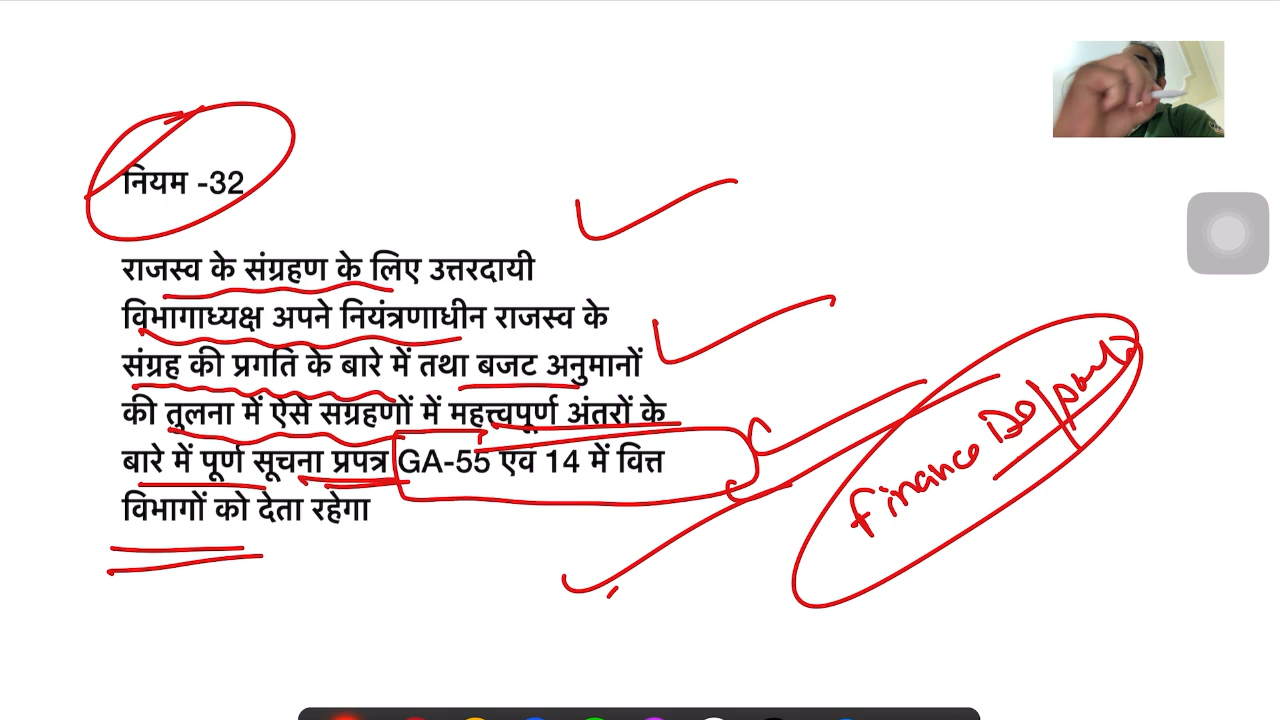 नियम -32
राजस्व के संग्रहण के लिए उत्तरदायी
विभागाध्यक्ष अपने नियंत्रणाधीन राजस्व के
संग्रह की प्रगति के बारे में तथा बजट अनुमानों
की तुलना में ऐसे सग्रहणों में महत्त्वपूर्ण अंतरों के
बारे में पूर्ण सूचना प्रपत्र GA-55 एवं 14 में वित्त
विभागों को देता रहेगा
Finance